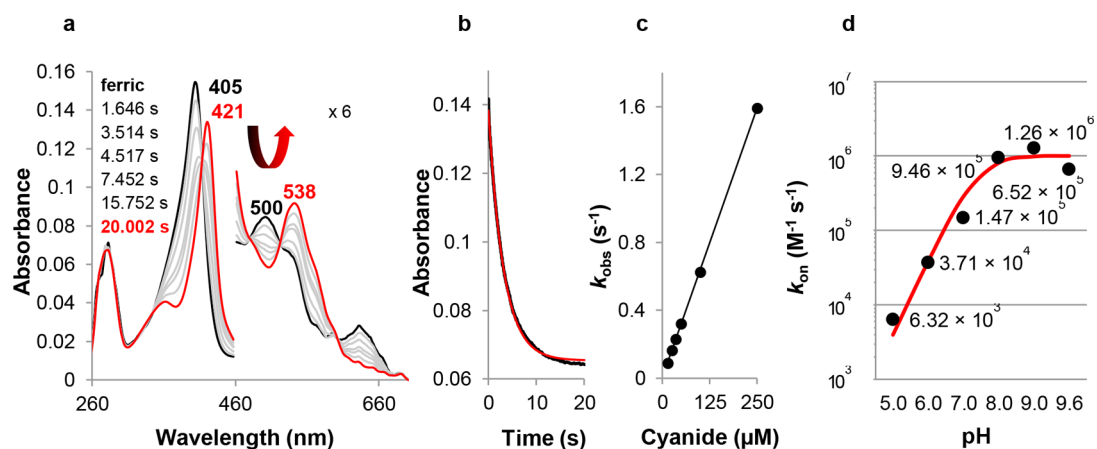 a
Absorbance
0.16
0.14
0.12
0.1
0.08
0.06
0.04
0.02
0
ferric
1.646 s
3.514 s
4.517 s
7.452 s
15.752 s
20.002 s
405
421
x 6
500
538
260
460
660
Wavelength (nm)
b
Absorbance
0.14
0.12
0.1
0.08
0.06
0
10
20
Time (s)
c
kobs (s-1)
1.6
1.2
0.8
0.4
0
0
125
250
Cyanide (µM)
d
kon (M-1 s-1)
10⁷
10⁶
10⁵
10⁴
10³
1.26 × 10⁶
9.46 × 10⁵
6.52 × 10⁵
1.47 × 10⁵
3.71 × 10⁴
6.32 × 10³
5.0 6.0 7.0 8.0 9.0 9.6
pH